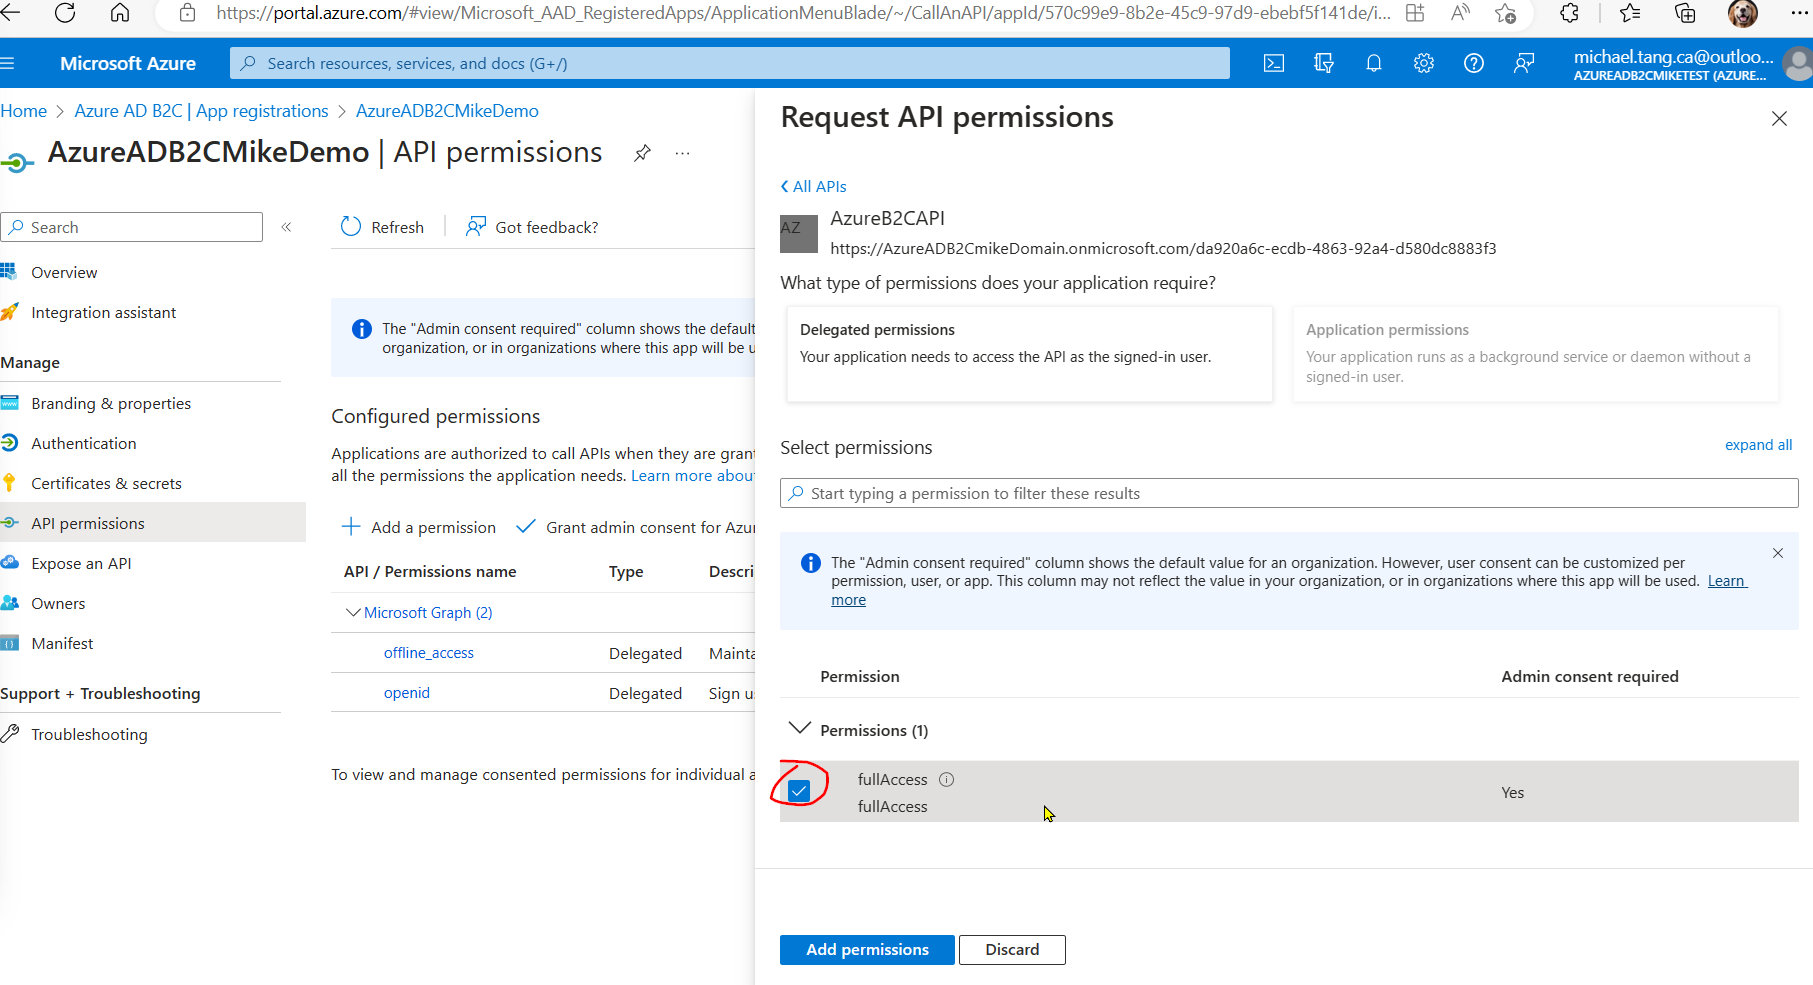 https://portal.azure.com/#view/Microsoft_AAD_RegisteredApps/ApplicationMenuBlade/~/CallAnAPI/appId/570c99e9-8b2e-45c9-97d9-ebebf5f141de/i...
Microsoft Azure
Search resources, services, and docs (G+/)
michael.tang.ca@outloo...
AZUREADB2CMIKETEST (AZURE...
Home > Azure AD B2C | App registrations > AzureADB2CMikeDemo
AzureADB2CMikeDemo | API permissions
Search
Overview
Integration assistant
Manage
Branding & properties
Authentication
Certificates & secrets
API permissions
Expose an API
Owners
Manifest
Support + Troubleshooting
Troubleshooting
Refresh
Got feedback?
The "Admin consent required" column shows the default
organization, or in organizations where this app will be u
Configured permissions
Applications are authorized to call APIs when they are gran
all the permissions the application needs. Learn more abou
Add a permission
Grant admin consent for Azu
API / Permissions name Type Descri
Microsoft Graph (2)
offline_access Delegated Mainta
openid Delegated Sign u
To view and manage consented permissions for individual a
Request API permissions
All APIs
AZ
AzureB2CAPI
https://AzureADB2CmikeDomain.onmicrosoft.com/da920a6c-ecdb-4863-92a4-d580dc8883f3
What type of permissions does your application require?
Delegated permissions
Your application needs to access the API as the signed-in user.
Application permissions
Your application runs as a background service or daemon without a
signed-in user.
Select permissions
expand all
Start typing a permission to filter these results
The "Admin consent required" column shows the default value for an organization. However, user consent can be customized per
permission, user, or app. This column may not reflect the value in your organization, or in organizations where this app will be used. Learn
more
Permission Admin consent required
Permissions (1)
fullAccess
fullAccess
Yes
Add permissions
Discard